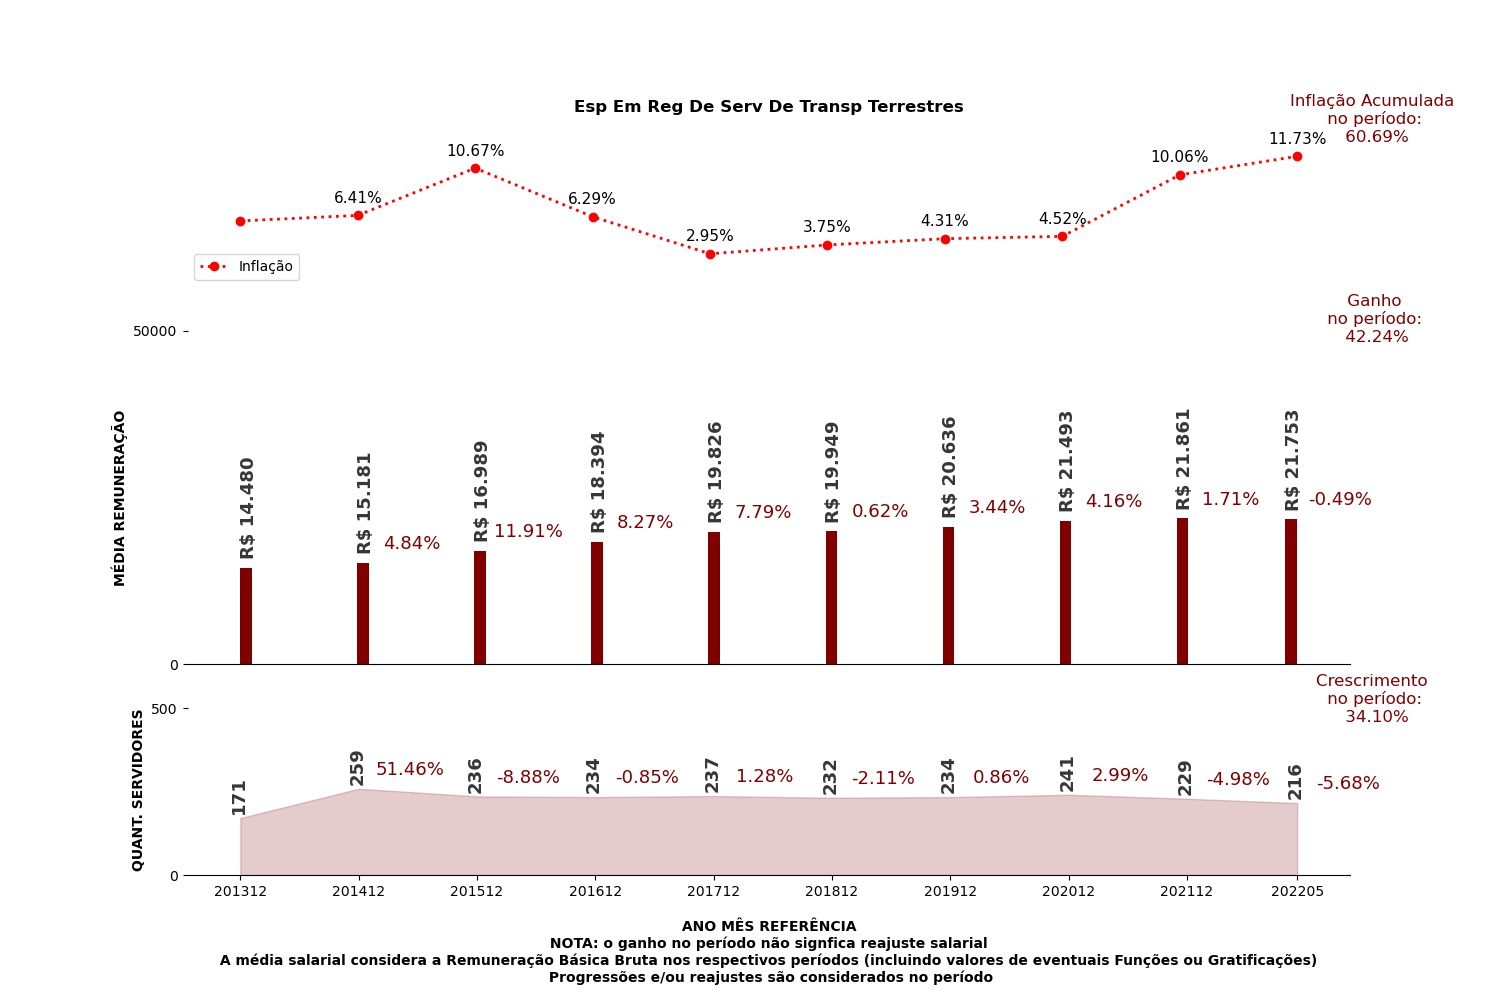 Esp Em Reg De Serv De Transp Terrestres
Inflação Acumulada
no período:
60.69%
6.41%
10.67%
6.29%
2.95%
3.75%
4.31%
4.52%
10.06%
11.73%
Inflação
Ganho
no período:
42.24%
50000
0
MÉDIA REMUNERAÇÃO
R$ 14.480
R$ 15.181
R$ 16.989
R$ 18.394
R$ 19.826
R$ 19.949
R$ 20.636
R$ 21.493
R$ 21.861
R$ 21.753
4.84%
11.91%
8.27%
7.79%
0.62%
3.44%
4.16%
1.71%
-0.49%
Crescrimento
no período:
34.10%
500
0
QUANT. SERVIDORES
171
259
236
234
237
232
234
241
229
216
51.46%
-8.88%
-0.85%
1.28%
-2.11%
0.86%
2.99%
-4.98%
-5.68%
201312
201412
201512
201612
201712
201812
201912
202012
202112
202205
ANO MÊS REFERÊNCIA
NOTA: o ganho no período não signfica reajuste salarial
A média salarial considera a Remuneração Básica Bruta nos respectivos períodos (incluindo valores de eventuais Funções ou Gratificações)
Progressões e/ou reajustes são considerados no período